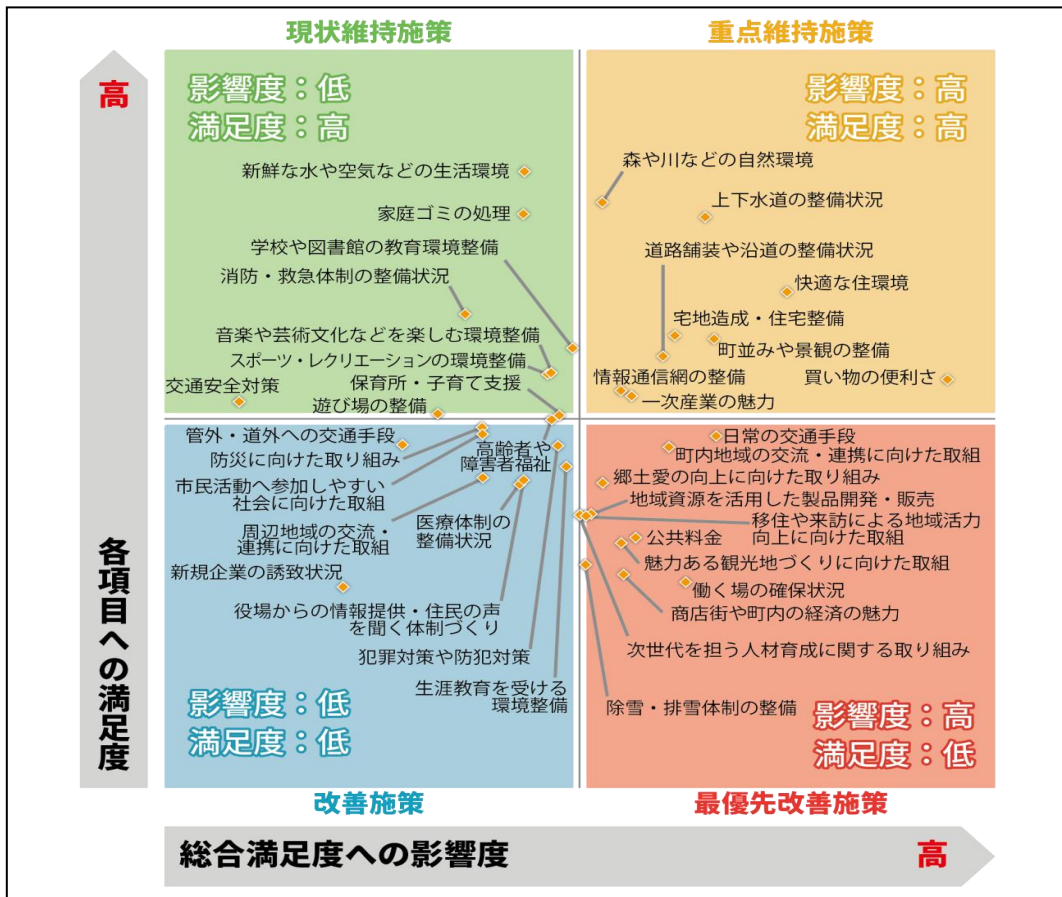 現状維持施策
重点維持施策
高
影響度：低
満足度：高
影響度：高
満足度：高
新鮮な水や空気などの生活環境
家庭ゴミの処理
学校や図書館の教育環境整備
消防・救急体制の整備状況
音楽や芸術文化などを楽しむ環境整備
スポーツ・レクリエーションの環境整備
保育所・子育て支援
交通安全対策
遊び場の整備
森や川などの自然環境
上下水道の整備状況
道路舗装や沿道の整備状況
快適な住環境
宅地造成・住宅整備
町並みや景観の整備
情報通信網の整備
買い物の便利さ
一次産業の魅力
管外・道外への交通手段
防災に向けた取り組み
高齢者や
障害者福祉
市民活動へ参加しやすい
社会に向けた取組
周辺地域の交流・
連携に向けた取組
医療体制の
整備状況
新規企業の誘致状況
役場からの情報提供・住民の声
を聞く体制づくり
犯罪対策や防犯対策
生涯教育を受ける
環境整備
日常の交通手段
町内地域の交流・連携に向けた取組
郷土愛の向上に向けた取り組み
地域資源を活用した製品開発・販売
移住や来訪による地域活力
向上に向けた取組
公共料金
魅力ある観光地づくりに向けた取組
働く場の確保状況
商店街や町内の経済の魅力
次世代を担う人材育成に関する取り組み
除雪・排雪体制の整備
影響度：低
満足度：低
影響度：高
満足度：低
各項目への満足度
改善施策
最優先改善施策
総合満足度への影響度
高